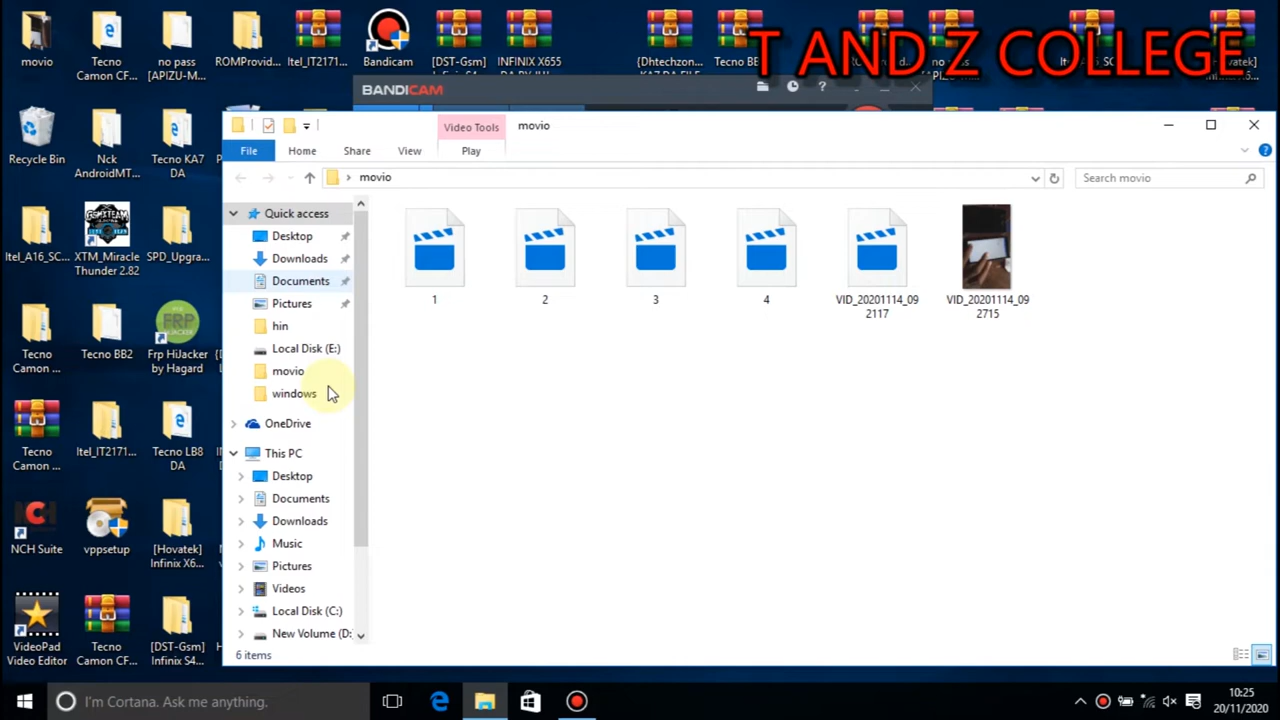 movio
Tecno
Camon CF...
no pass
[APIZU-M...
ROMProvid...
Itel_IT2171...
Bandicam
[DST-Gsm]
INFINIX X655
{Dhtechzon...
Tecno BB
T AND Z COLLEGE
BANDICAM
Video Tools
movio
File
Home
Share
View
Play
movio
Search movio
Recycle Bin
Nck
AndroidMT...
Tecno KA7
DA
Itel_A16_SC...
XTM_Miracle
Thunder 2.82
SPD_Upgra...
Tecno
Camon ...
Tecno BB2
FRP
Frp HiJacker
by Hagard
Tecno
Camon ...
Itel_IT2171...
Tecno LB8
DA
NCH Suite
vppsetup
[Hovatek]
Infinix X6...
VideoPad
Video Editor
Tecno
Camon CF...
[DST-Gsm]
Infinix S4...
Quick access
Desktop
Downloads
Documents
Pictures
hin
Local Disk (E:)
movio
windows
OneDrive
This PC
Desktop
Documents
Downloads
Music
Pictures
Videos
Local Disk (C:)
New Volume (D:
1
2
3
4
VID_20201114_09
2117
VID_20201114_09
2715
6 items
I'm Cortana. Ask me anything.
10:25
20/11/2020